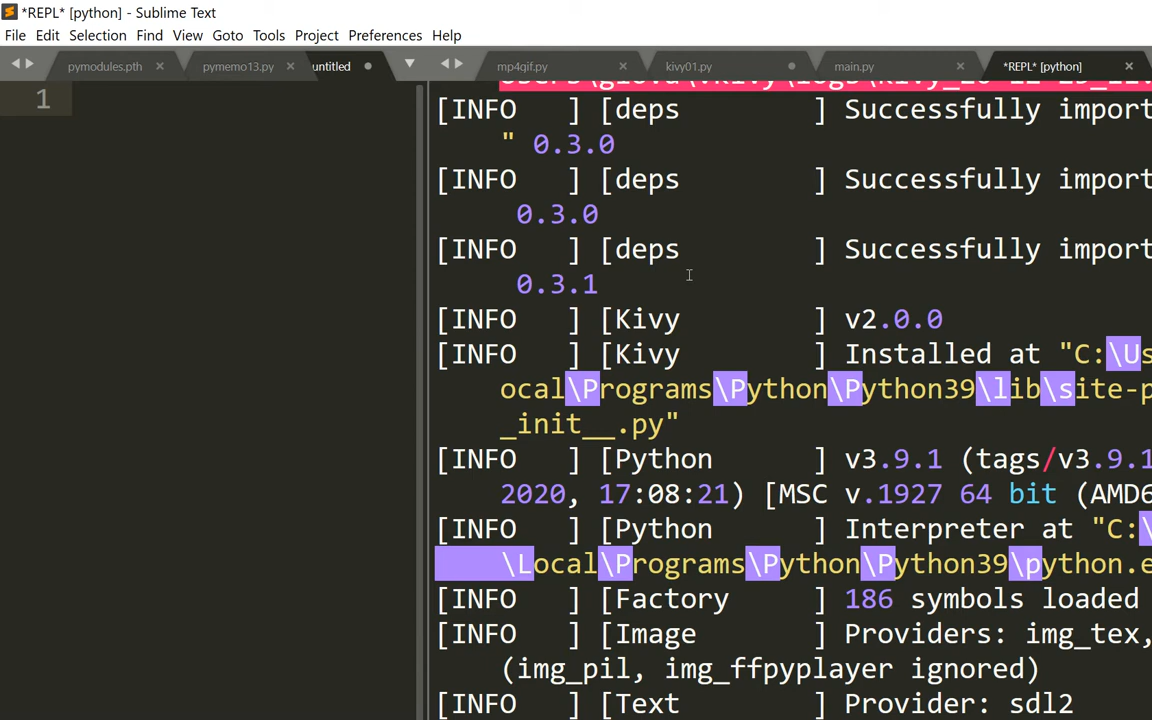 *REPL* [python] - Sublime Text
File Edit Selection Find View Goto Tools Project Preferences Help
pymodules.pth pymemo13.py untitled mp4gif.py kivy01.py main.py *REPL* [python]
1
[INFO ] [deps ] Successfully import
" 0.3.0
[INFO ] [deps ] Successfully import
0.3.0
[INFO ] [deps ] Successfully import
0.3.1
[INFO ] [Kivy ] v2.0.0
[INFO ] [Kivy ] Installed at "C:\Us
ocal\Programs\Python\Python39\lib\site-p
_init__.py"
[INFO ] [Python ] v3.9.1 (tags/v3.9.1
2020, 17:08:21) [MSC v.1927 64 bit (AMD6
[INFO ] [Python ] Interpreter at "C:\
\Local\Programs\Python\Python39\python.e
[INFO ] [Factory ] 186 symbols loaded
[INFO ] [Image ] Providers: img_tex,
(img_pil, img_ffpyplayer ignored)
[INFO ] [Text ] Provider: sdl2